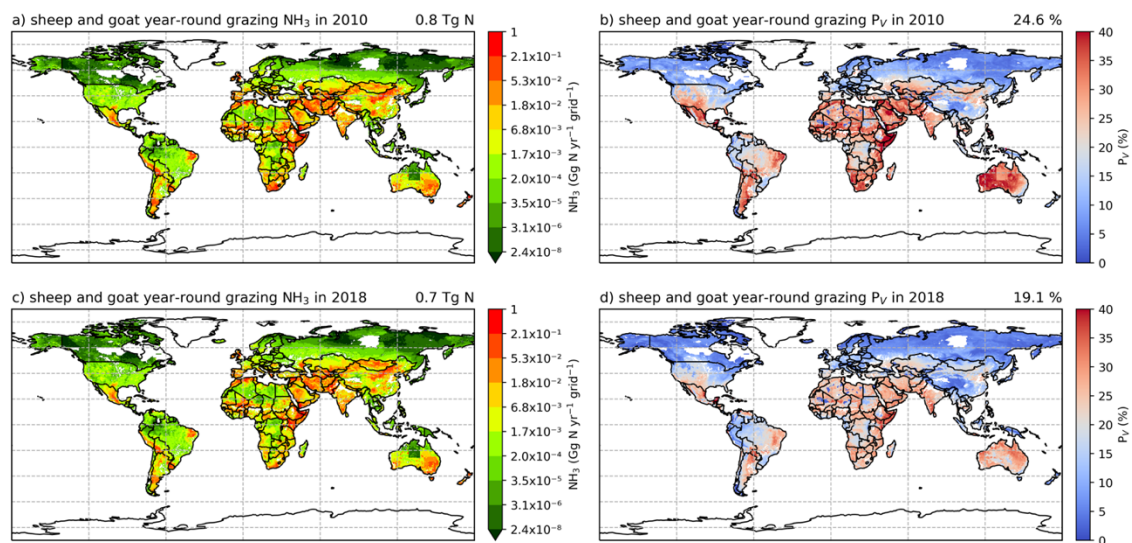 a) sheep and goat year-round grazing NH₃ in 2010 0.8 Tg N
1
2.1x10⁻¹
5.3x10⁻²
1.8x10⁻²
6.8x10⁻³
1.7x10⁻³
2.0x10⁻⁴
3.5x10⁻⁵
3.1x10⁻⁶
2.4x10⁻⁸
NH₃ (Gg N yr⁻¹ grid⁻¹)
b) sheep and goat year-round grazing P_V in 2010 24.6 %
40
35
30
25
20
15
10
5
0
P_V (%)
c) sheep and goat year-round grazing NH₃ in 2018 0.7 Tg N
1
2.1x10⁻¹
5.3x10⁻²
1.8x10⁻²
6.8x10⁻³
1.7x10⁻³
2.0x10⁻⁴
3.5x10⁻⁵
3.1x10⁻⁶
2.4x10⁻⁸
NH₃ (Gg N yr⁻¹ grid⁻¹)
d) sheep and goat year-round grazing P_V in 2018 19.1 %
40
35
30
25
20
15
10
5
0
P_V (%)